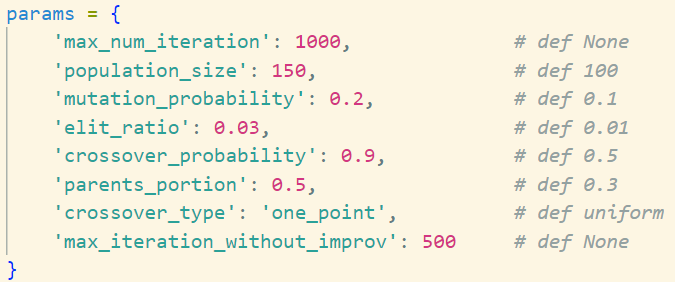 params = {
    'max_num_iteration': 1000,            # def None
    'population_size': 150,               # def 100
    'mutation_probability': 0.2,          # def 0.1
    'elit_ratio': 0.03,                   # def 0.01
    'crossover_probability': 0.9,         # def 0.5
    'parents_portion': 0.5,               # def 0.3
    'crossover_type': 'one_point',        # def uniform
    'max_iteration_without_improv': 500   # def None
}